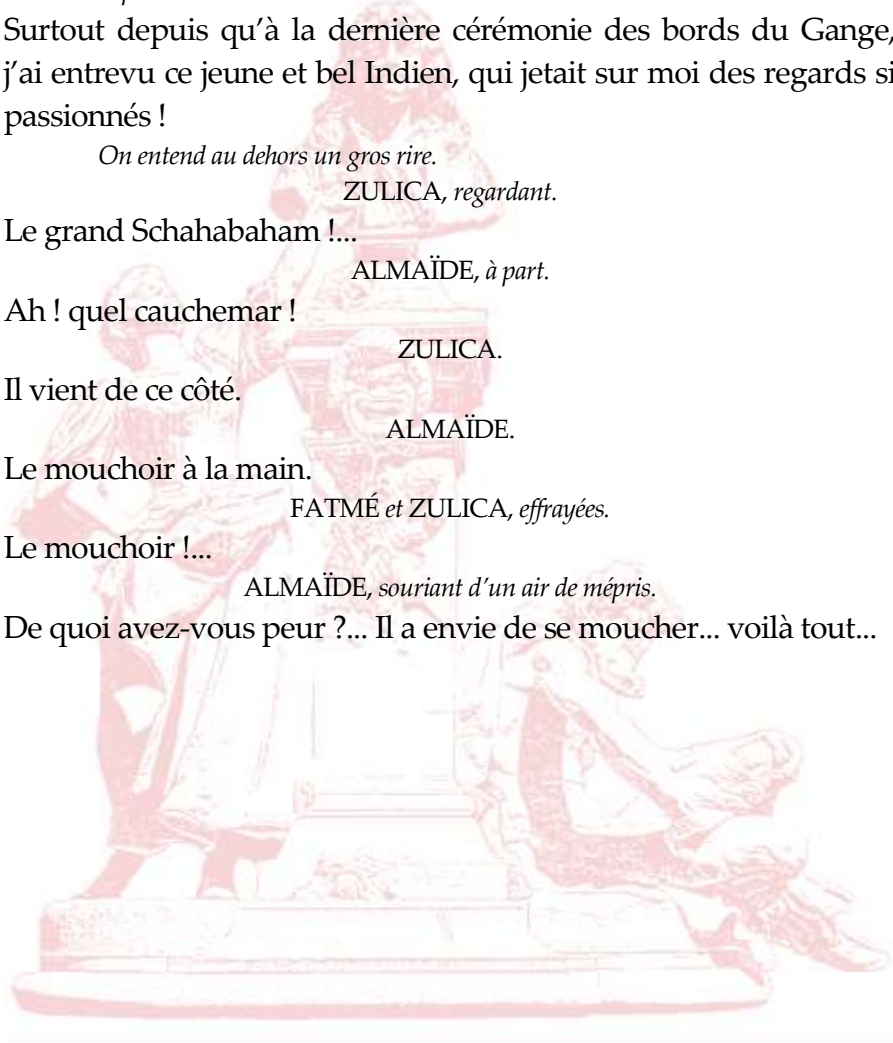 Surtout depuis qu’à la dernière cérémonie des bords du Gange,
j’ai entrevu ce jeune et bel Indien, qui jetait sur moi des regards si
passionnés !
On entend au dehors un gros rire.
ZULICA, regardant.
Le grand Schahabaham !...
ALMAÏDE, à part.
Ah ! quel cauchemar !
ZULICA.
Il vient de ce côté.
ALMAÏDE.
Le mouchoir à la main.
FATMÉ et ZULICA, effrayées.
Le mouchoir !...
ALMAÏDE, souriant d’un air de mépris.
De quoi avez-vous peur ?... Il a envie de se moucher... voilà tout...